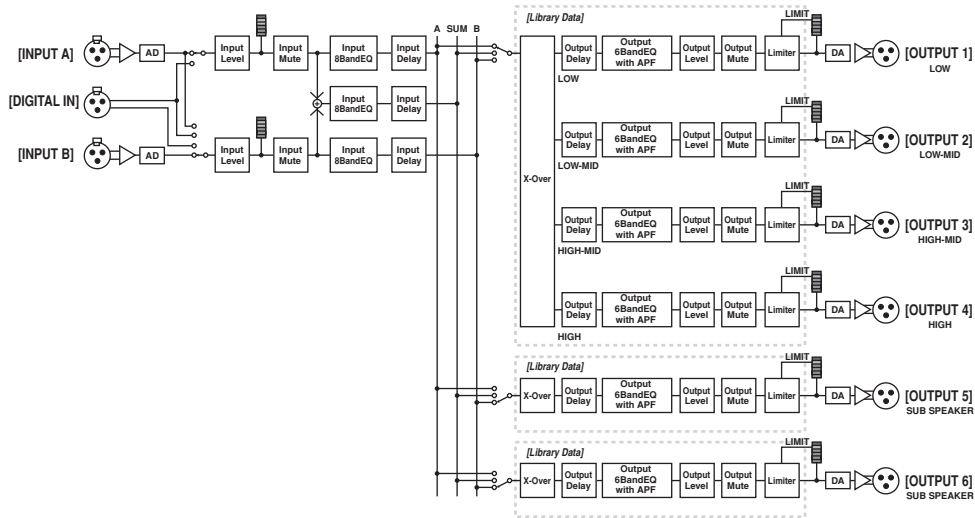 [Library Data]
LIMIT
A SUM B
[INPUT A]
AD
Input
Level
Input
Mute
Input
8BandEQ
Input
Delay
Output
Delay
Output
6BandEQ
with APF
Output
Level
Output
Mute
Limiter
DA
[OUTPUT 1]
LOW
LOW
[DIGITAL IN]
Input
8BandEQ
Input
Delay
[INPUT B]
AD
Input
Level
Input
Mute
Input
8BandEQ
Input
Delay
X-Over
LIMIT
Output
Delay
Output
6BandEQ
with APF
Output
Level
Output
Mute
Limiter
DA
[OUTPUT 2]
LOW-MID
LOW-MID
LIMIT
Output
Delay
Output
6BandEQ
with APF
Output
Level
Output
Mute
Limiter
DA
[OUTPUT 3]
HIGH-MID
HIGH-MID
LIMIT
Output
Delay
Output
6BandEQ
with APF
Output
Level
Output
Mute
Limiter
DA
[OUTPUT 4]
HIGH
HIGH
[Library Data]
LIMIT
X-Over
Output
Delay
Output
6BandEQ
with APF
Output
Level
Output
Mute
Limiter
DA
[OUTPUT 5]
SUB SPEAKER
[Library Data]
LIMIT
X-Over
Output
Delay
Output
6BandEQ
with APF
Output
Level
Output
Mute
Limiter
DA
[OUTPUT 6]
SUB SPEAKER